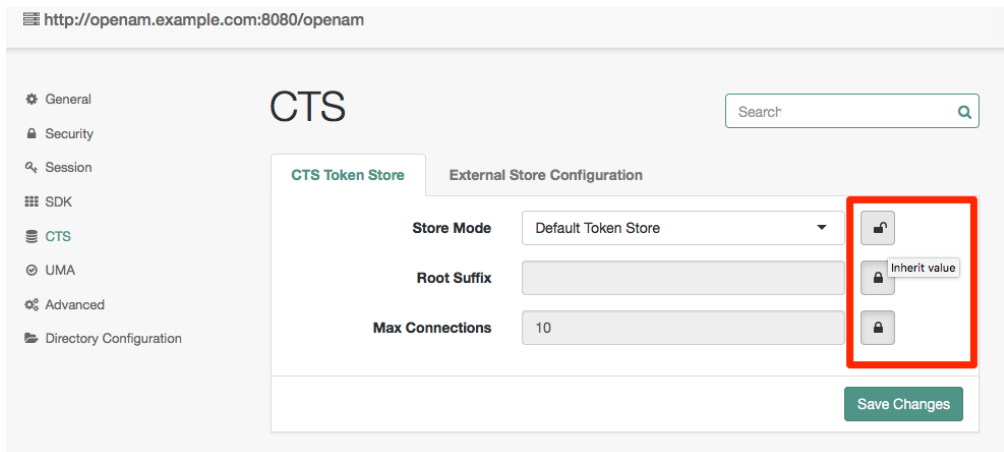 http://openam.example.com:8080/openam
General
Security
Session
SDK
CTS
UMA
Advanced
Directory Configuration
CTS
Search
CTS Token Store External Store Configuration
Store Mode Default Token Store
Inherit value
Root Suffix
Max Connections 10
Save Changes